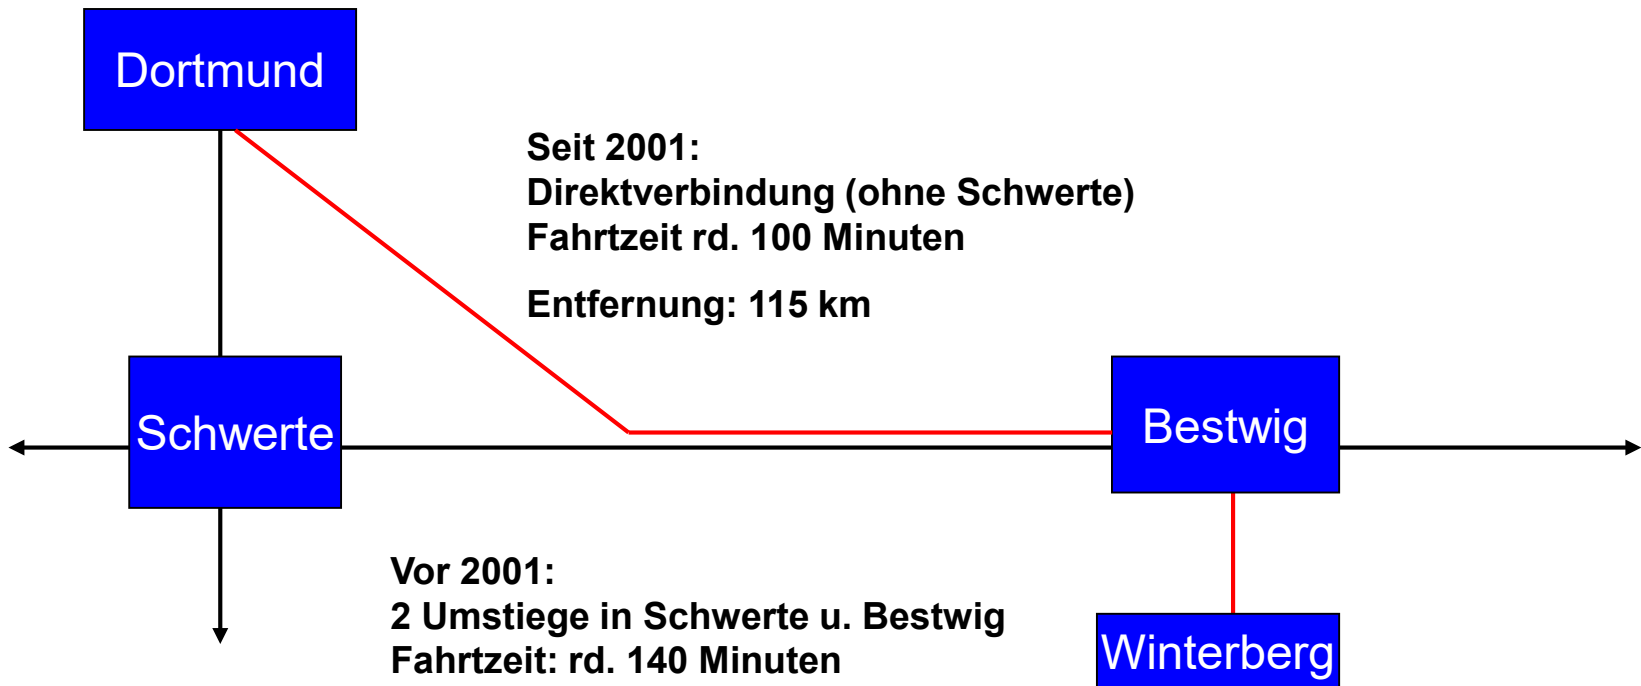 Dortmund
Seit 2001:
Direktverbindung (ohne Schwerte)
Fahrtzeit rd. 100 Minuten
Entfernung: 115 km
Schwerte
Bestwig
Vor 2001:
2 Umstiege in Schwerte u. Bestwig
Fahrtzeit: rd. 140 Minuten
Winterberg